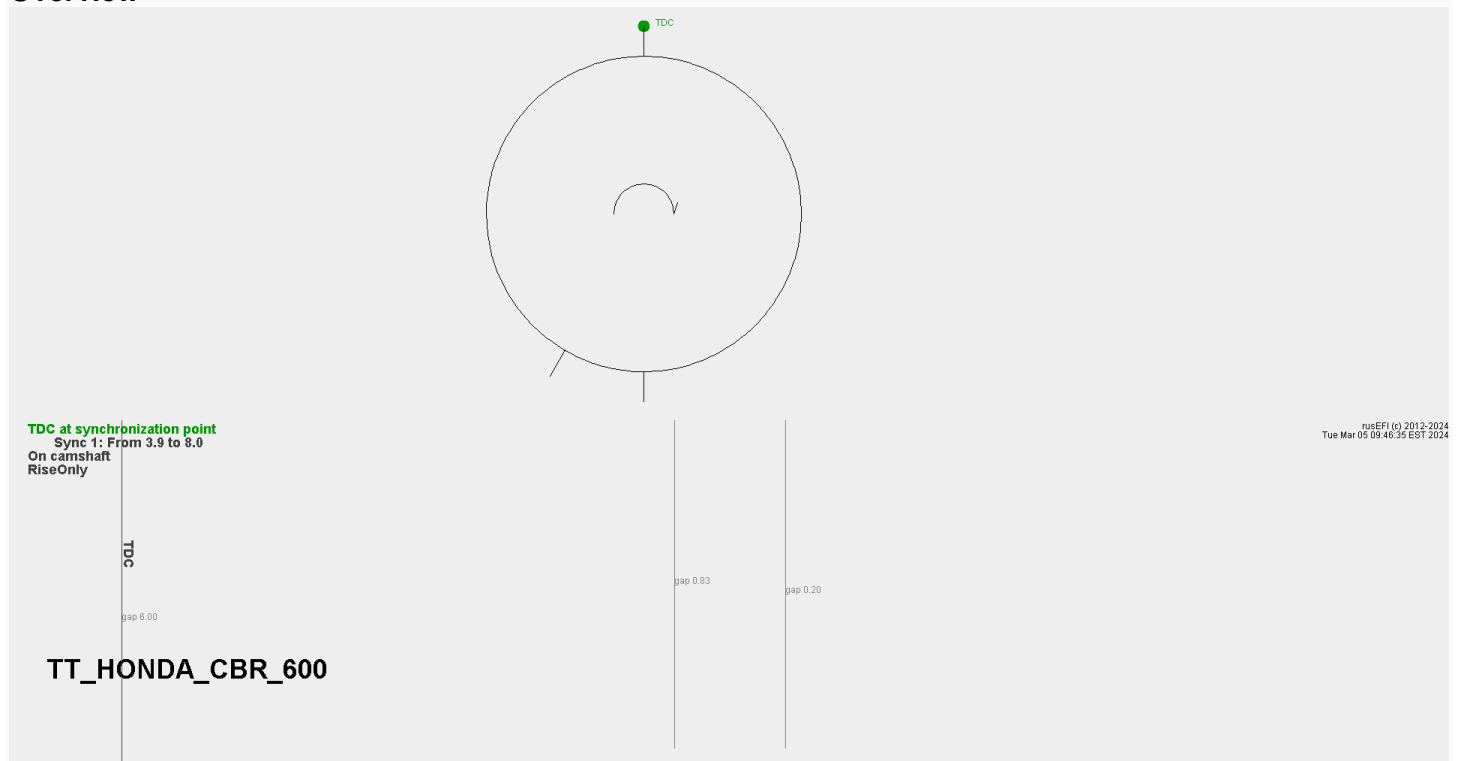 TDC
TDC at synchronization point
Sync 1: From 3.9 to 8.0
On camshaft
RiseOnly
rusEFI (c) 2012-2024
Tue Mar 05 09:46:35 EST 2024
TDC
gap 0.83
gap 0.20
gap 6.00
TT_HONDA_CBR_600